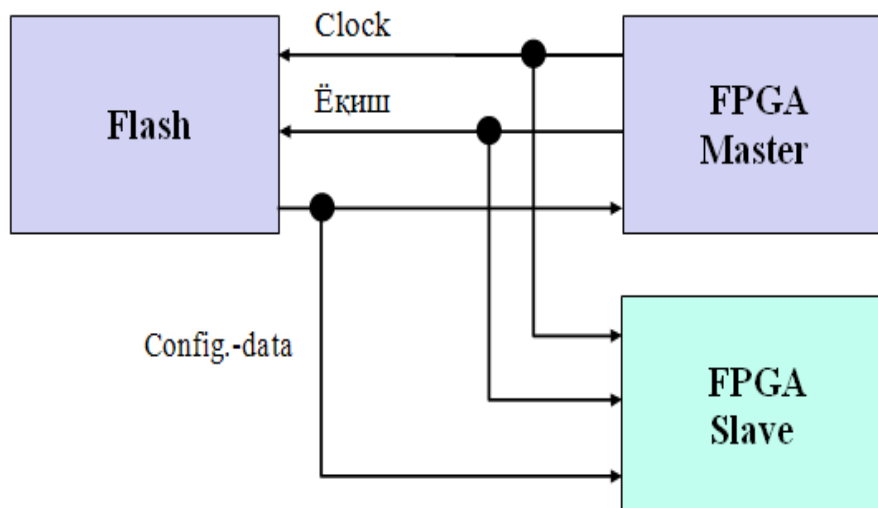 Clock
Flash
Ёқиш
FPGA
Master
Config.-data
FPGA
Slave